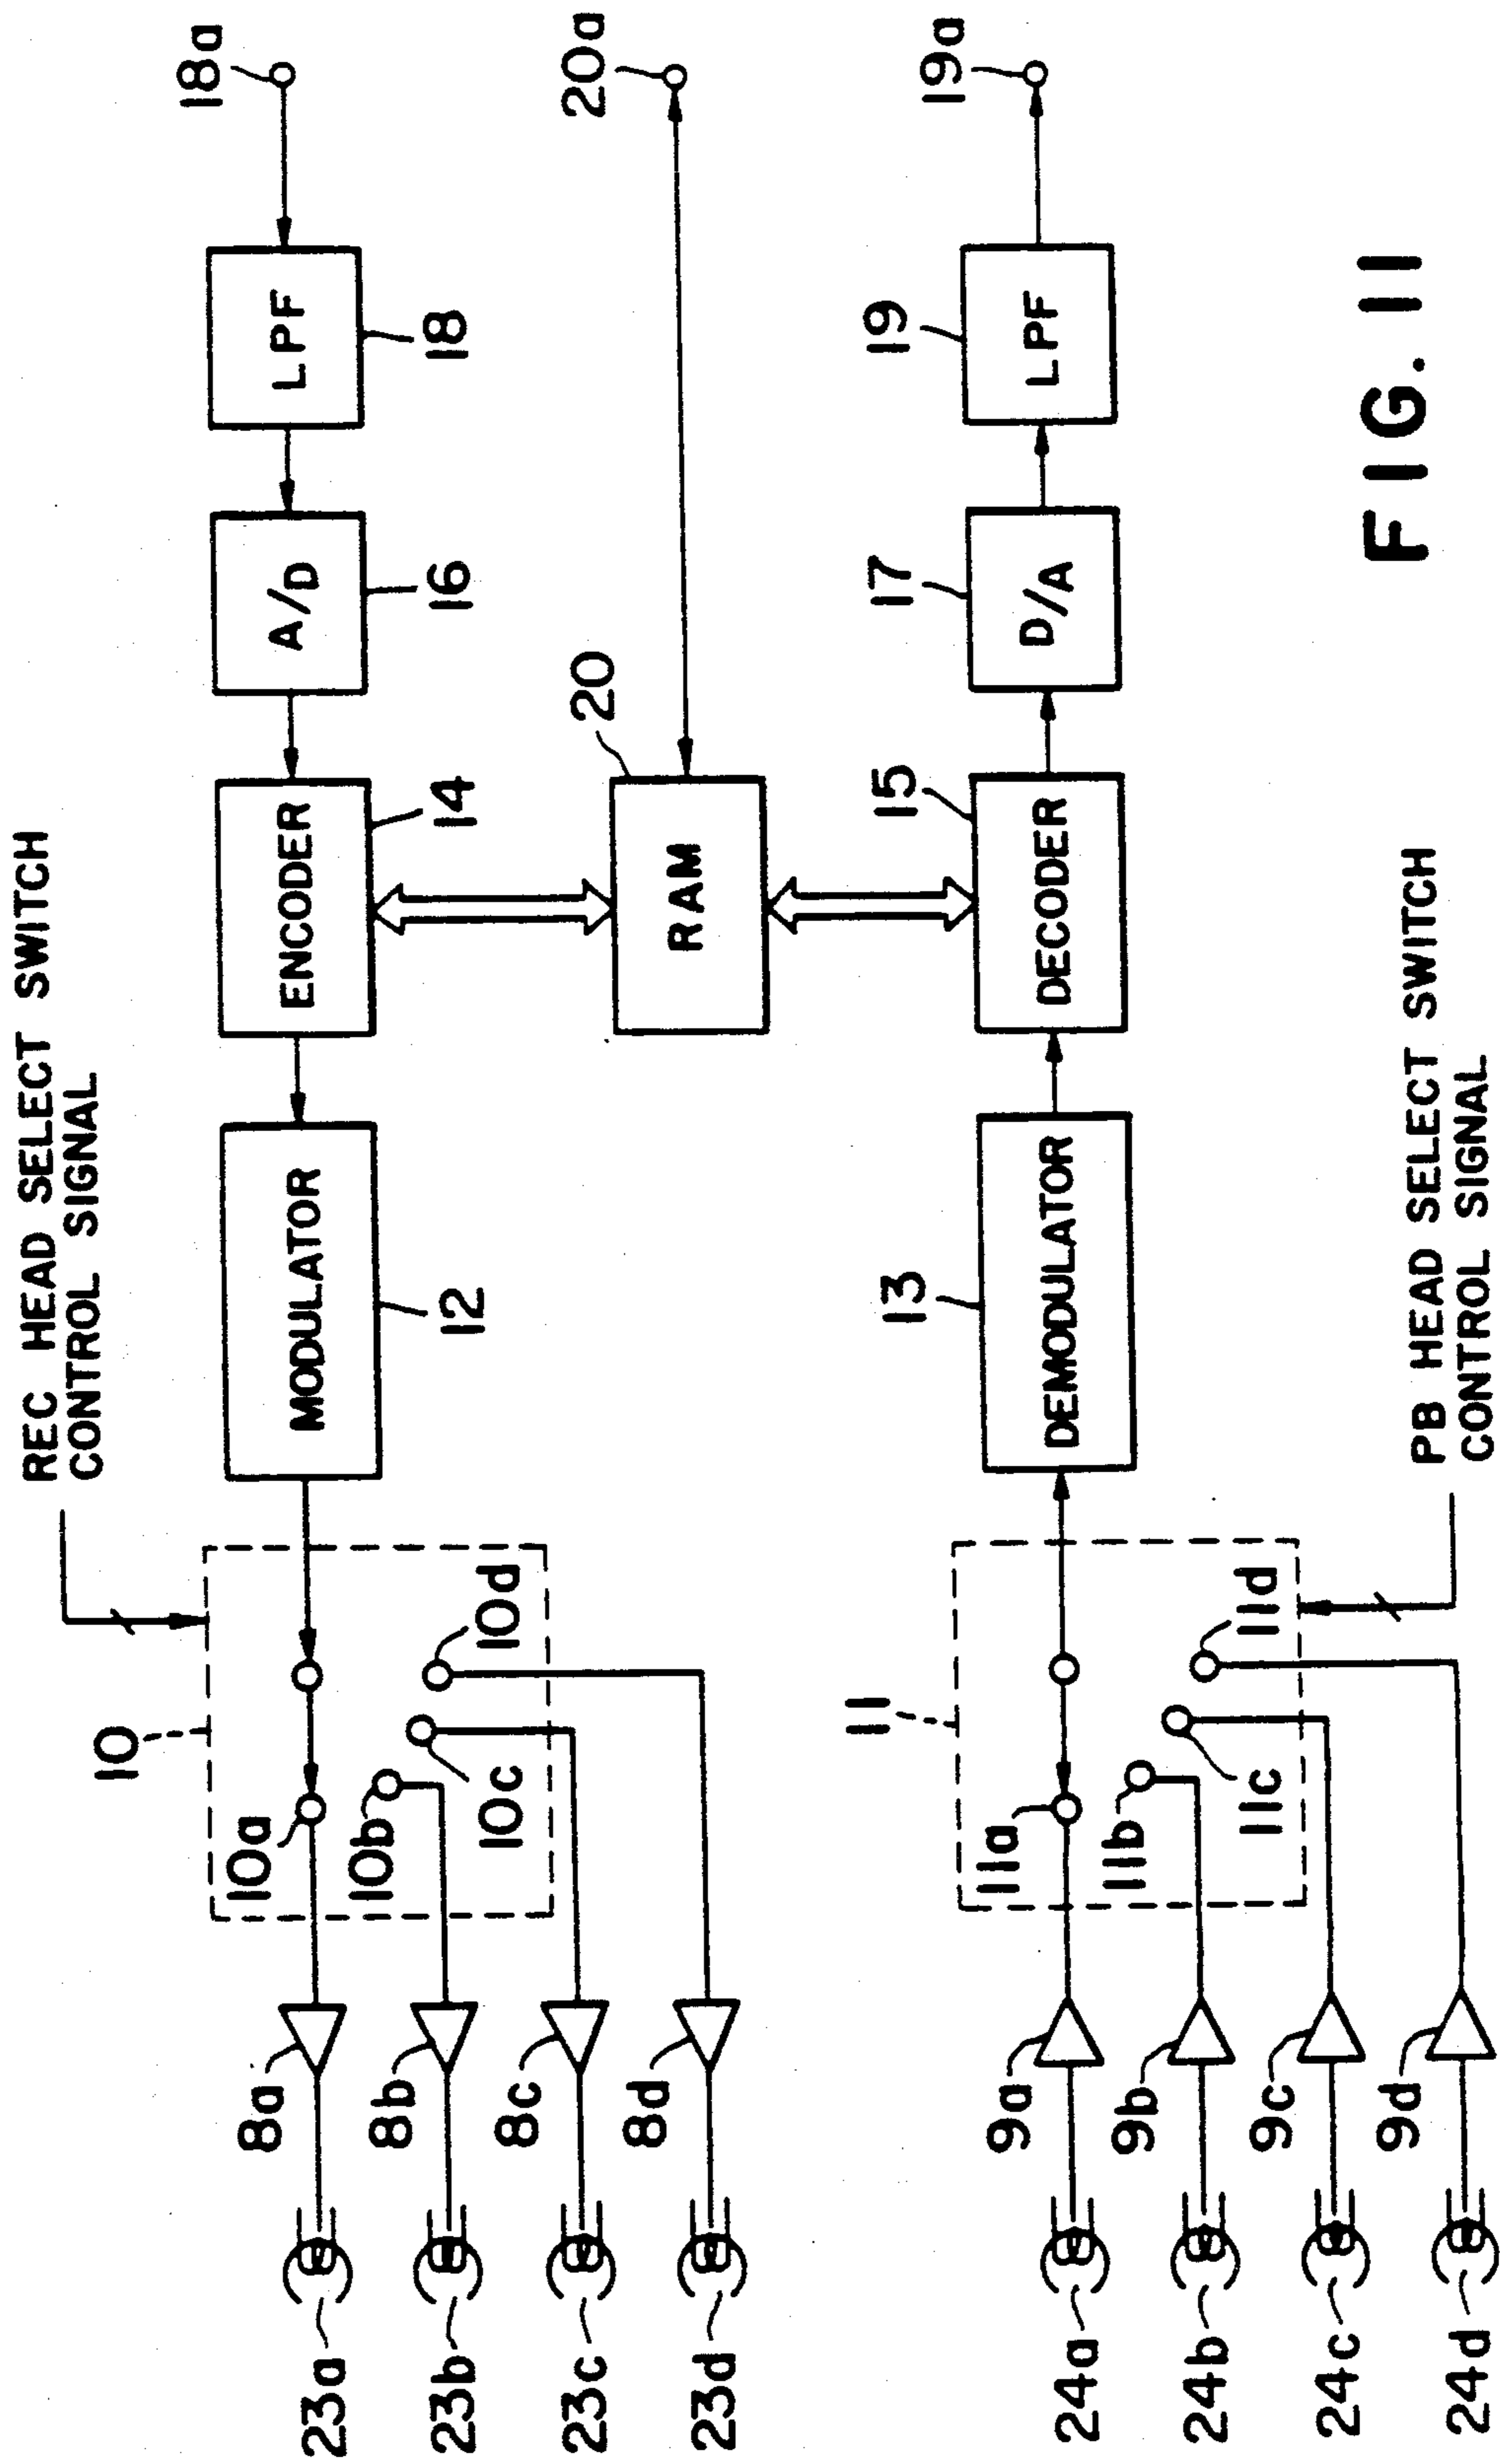 REC HEAD SELECT SWITCH
CONTROL SIGNAL
10
10a
10b
10c
10d
23a
8a
23b
8b
23c
8c
23d
8d
MODULATOR
12
ENCODER
14
A/D
16
LPF
18
18a
20
RAM
20a
11
11a
11b
11c
11d
24a
9a
24b
9b
24c
9c
24d
9d
13
DEMODULATOR
15
DECODER
17
D/A
19
LPF
19a
PB HEAD SELECT SWITCH
CONTROL SIGNAL
FIG. 11